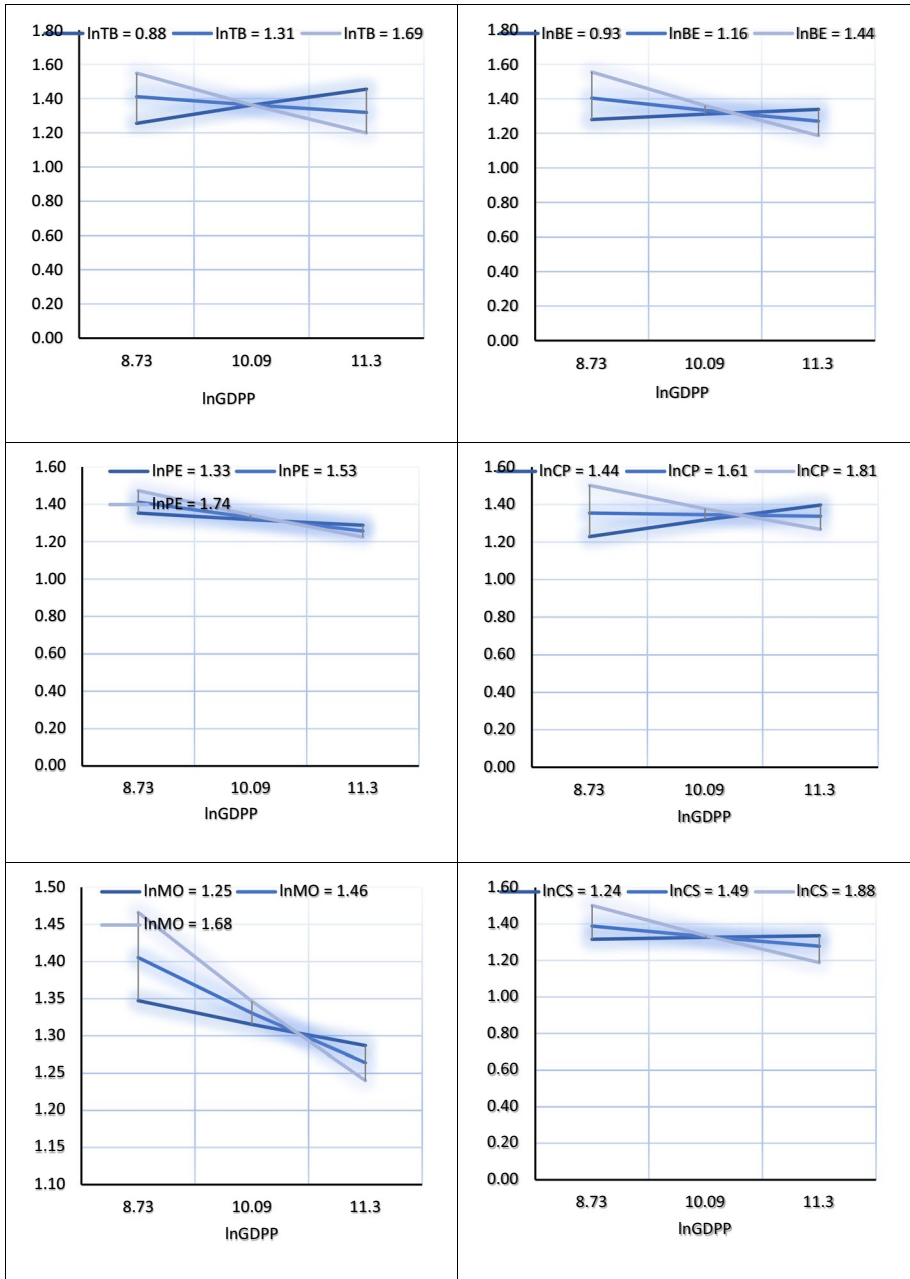 1.80 lnTB = 0.88 lnTB = 1.31 lnTB = 1.69
1.60
1.40
1.20
1.00
0.80
0.60
0.40
0.20
0.00
8.73 10.09 11.3
lnGDPP
1.80 lnBE = 0.93 lnBE = 1.16 lnBE = 1.44
1.60
1.40
1.20
1.00
0.80
0.60
0.40
0.20
0.00
8.73 10.09 11.3
lnGDPP
1.60 lnPE = 1.33 lnPE = 1.53
1.40 lnPE = 1.74
1.20
1.00
0.80
0.60
0.40
0.20
0.00
8.73 10.09 11.3
lnGDPP
1.60 lnCP = 1.44 lnCP = 1.61 lnCP = 1.81
1.40
1.20
1.00
0.80
0.60
0.40
0.20
0.00
8.73 10.09 11.3
lnGDPP
1.50 lnMO = 1.25 lnMO = 1.46
1.45 lnMO = 1.68
1.40
1.35
1.30
1.25
1.20
1.15
1.10
8.73 10.09 11.3
lnGDPP
1.60 lnCS = 1.24 lnCS = 1.49 lnCS = 1.88
1.40
1.20
1.00
0.80
0.60
0.40
0.20
0.00
8.73 10.09 11.3
lnGDPP